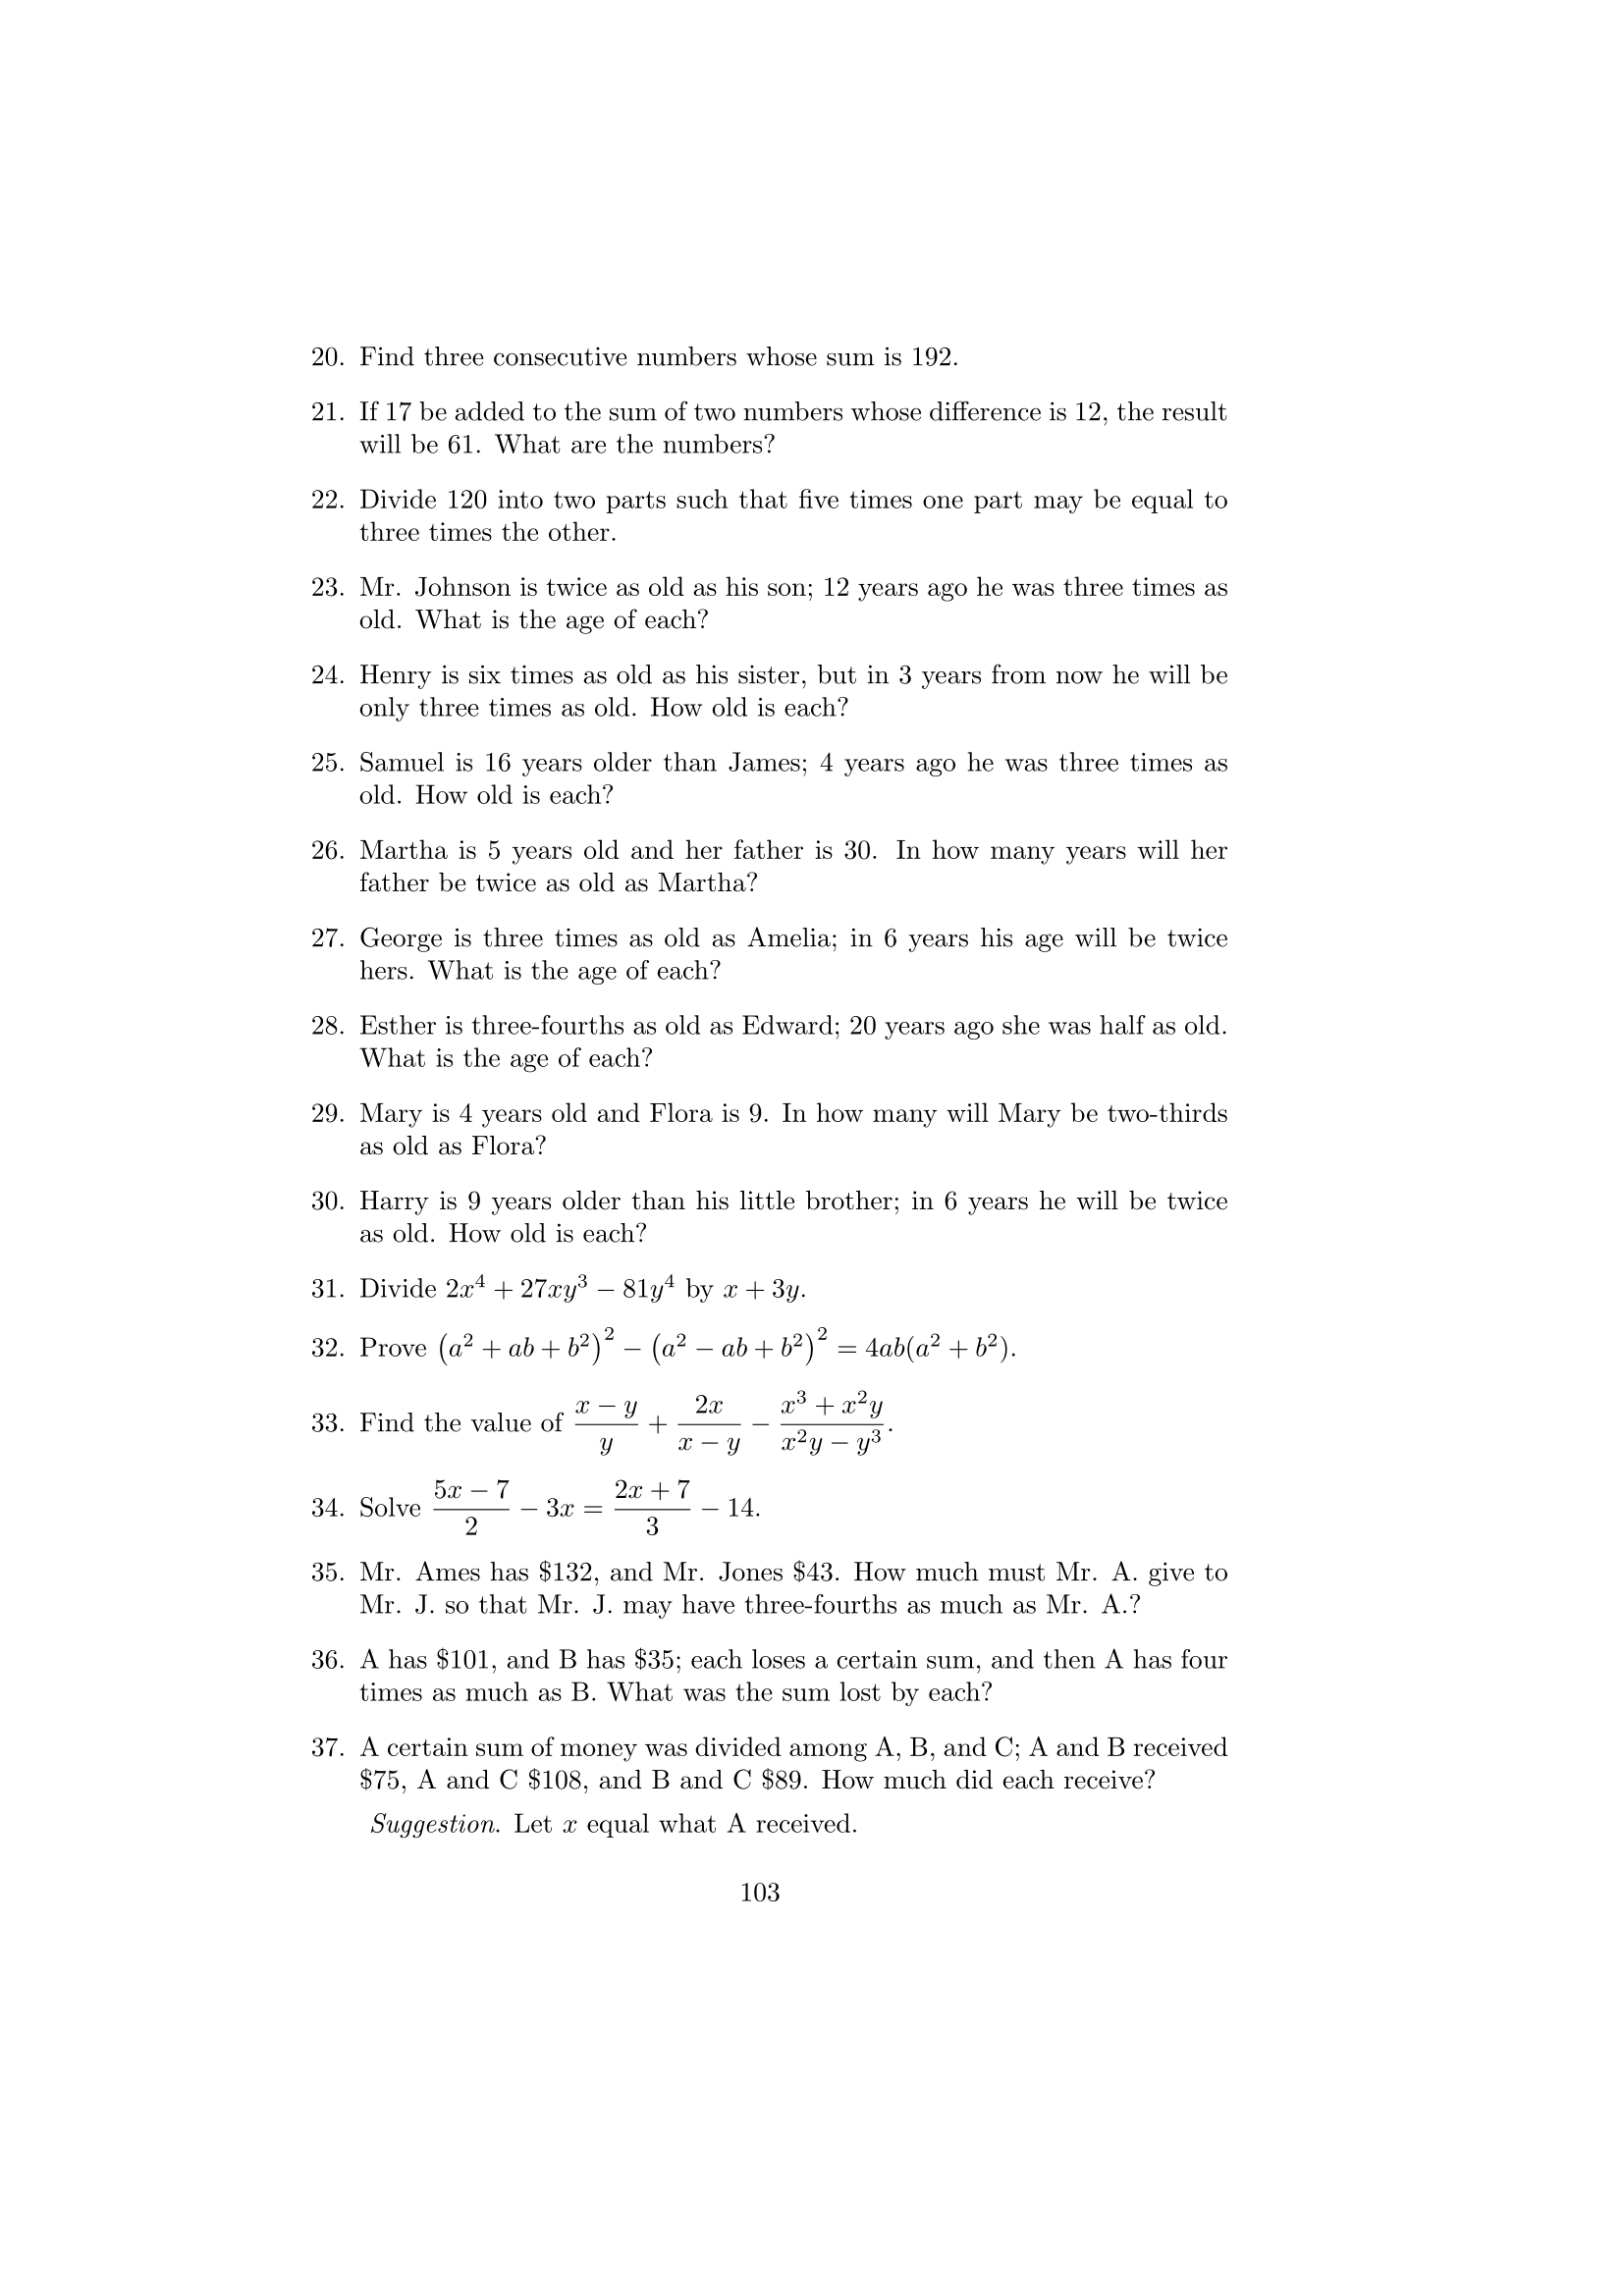 20. Find three consecutive numbers whose sum is 192.
21. If 17 be added to the sum of two numbers whose difference is 12, the result
will be 61. What are the numbers?
22. Divide 120 into two parts such that five times one part may be equal to
three times the other.
23. Mr. Johnson is twice as old as his son; 12 years ago he was three times as
old. What is the age of each?
24. Henry is six times as old as his sister, but in 3 years from now he will be
only three times as old. How old is each?
25. Samuel is 16 years older than James; 4 years ago he was three times as
old. How old is each?
26. Martha is 5 years old and her father is 30. In how many years will her
father be twice as old as Martha?
27. George is three times as old as Amelia; in 6 years his age will be twice
hers. What is the age of each?
28. Esther is three-fourths as old as Edward; 20 years ago she was half as old.
What is the age of each?
29. Mary is 4 years old and Flora is 9. In how many will Mary be two-thirds
as old as Flora?
30. Harry is 9 years older than his little brother; in 6 years he will be twice
as old. How old is each?
31. Divide $2x^4 + 27xy^3 - 81y^4$ by $x + 3y$.
32. Prove $(a^2 + ab + b^2)^2 - (a^2 - ab + b^2)^2 = 4ab(a^2 + b^2)$.
33. Find the value of $\frac{x - y}{y} + \frac{2x}{x - y} - \frac{x^3 + x^2y}{x^2y - y^3}$.
34. Solve $\frac{5x - 7}{2} - 3x = \frac{2x + 7}{3} - 14$.
35. Mr. Ames has $132, and Mr. Jones $43. How much must Mr. A. give to
Mr. J. so that Mr. J. may have three-fourths as much as Mr. A.?
36. A has $101, and B has $35; each loses a certain sum, and then A has four
times as much as B. What was the sum lost by each?
37. A certain sum of money was divided among A, B, and C; A and B received
$75, A and C $108, and B and C $89. How much did each receive?
Suggestion. Let x equal what A received.
103